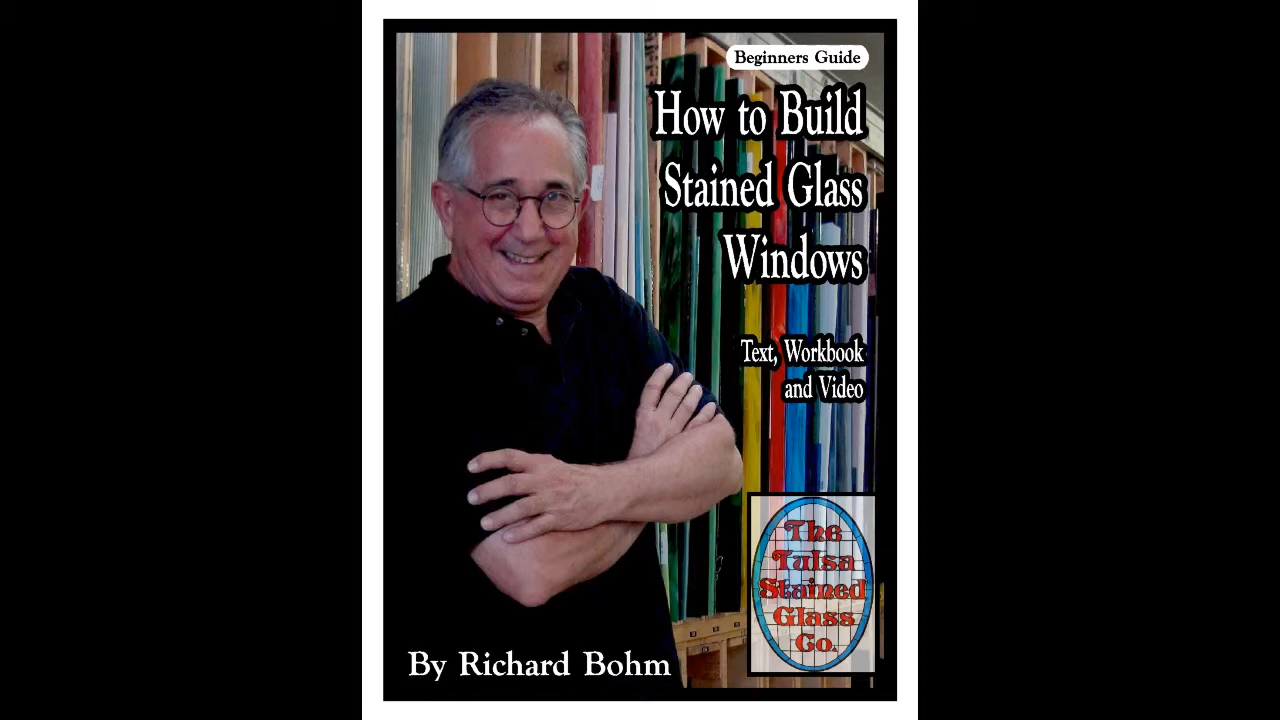 Beginners Guide
How to Build
Stained Glass
Windows
Text, Workbook
and Video
The
Tulsa
Stained
Glass
Co.
By Richard Bohm